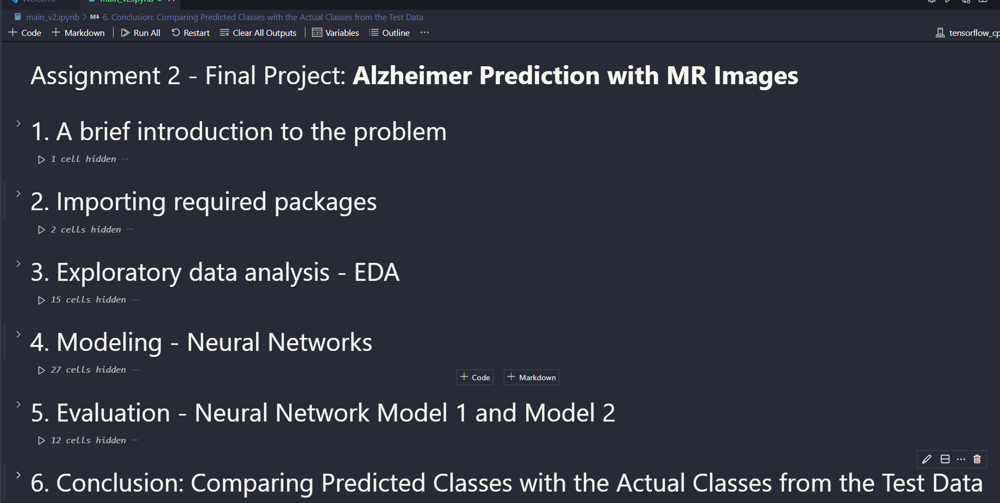 Welcome
main_v2.ipynb
main_v2.ipynb > M↓ 6. Conclusion: Comparing Predicted Classes with the Actual Classes from the Test Data
+ Code + Markdown | Run All Restart Clear All Outputs | Variables Outline ...
tensorflow_cp
Assignment 2 - Final Project: Alzheimer Prediction with MR Images
1. A brief introduction to the problem
1 cell hidden ...
2. Importing required packages
2 cells hidden ...
3. Exploratory data analysis - EDA
15 cells hidden ...
4. Modeling - Neural Networks
27 cells hidden ...
+ Code + Markdown
5. Evaluation - Neural Network Model 1 and Model 2
12 cells hidden ...
6. Conclusion: Comparing Predicted Classes with the Actual Classes from the Test Data